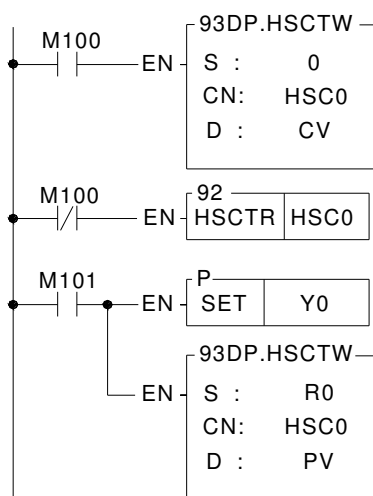 93DP.HSCTW
M100
EN
S : 0
CN: HSC0
D : CV
M100
92
EN
HSCTR HSC0
M101
P
EN
SET Y0
93DP.HSCTW
EN
S : R0
CN: HSC0
D : PV